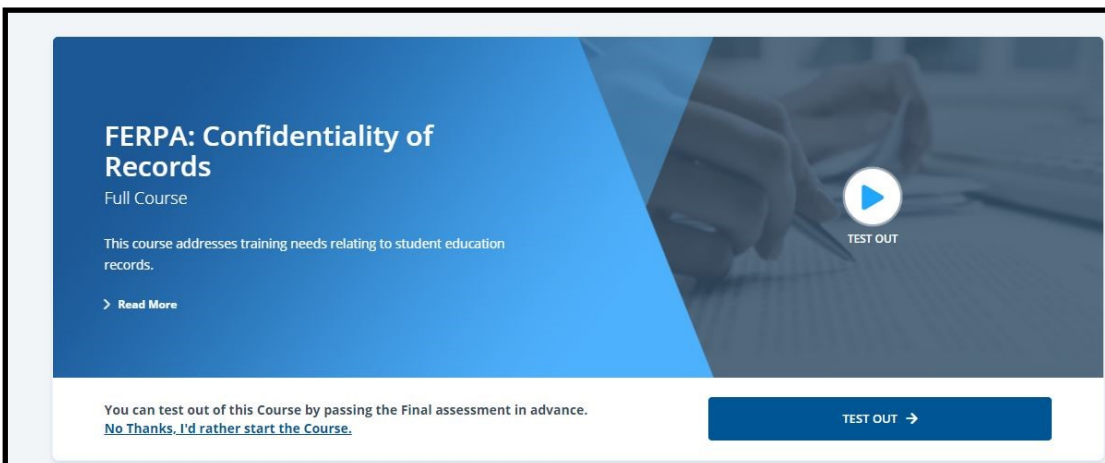 FERPA: Confidentiality of
Records
Full Course
This course addresses training needs relating to student education
records.
Read More
TEST OUT
You can test out of this Course by passing the Final assessment in advance.
No Thanks, I'd rather start the Course.
TEST OUT →